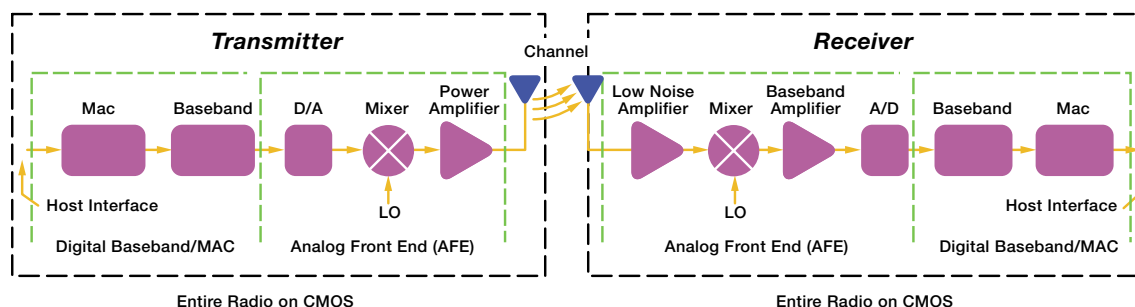 Transmitter
Channel
Receiver
Mac
Baseband
D/A
Mixer
Power
Amplifier
Low Noise
Amplifier
Mixer
Baseband
Amplifier
A/D
Baseband
Mac
Host Interface
LO
LO
Host Interface
Digital Baseband/MAC
Analog Front End (AFE)
Analog Front End (AFE)
Digital Baseband/MAC
Entire Radio on CMOS
Entire Radio on CMOS